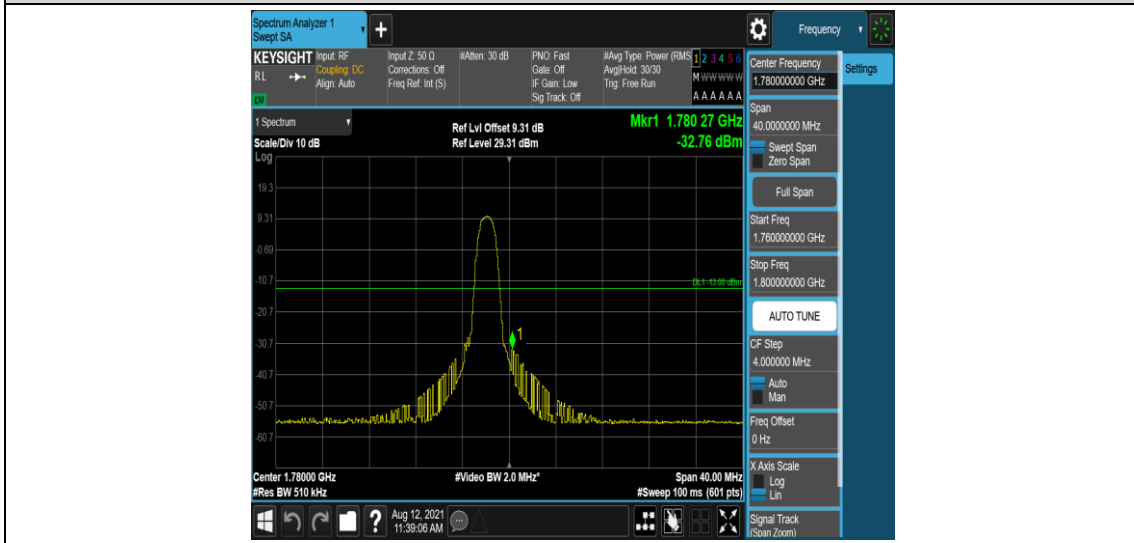 Spectrum Analyzer 1
Swept SA
Frequency
KEYSIGHT Input: RF
Coupling: DC
Align: Auto
RL
LXI
Input Z: 50 Ω
Corrections: Off
Freq Ref: Int (S)
#Atten: 30 dB
PNO: Fast
Gate: Off
IF Gain: Low
Sig Track: Off
#Avg Type: Power (RMS
Avg|Hold: 30/30
Trig: Free Run
1 2 3 4 5 6
M W W W W W
A A A A A A
Center Frequency
1.780000000 GHz
Settings
Span
40.0000000 MHz
Swept Span
Zero Span
Full Span
Start Freq
1.760000000 GHz
Stop Freq
1.800000000 GHz
AUTO TUNE
CF Step
4.000000 MHz
Auto
Man
Freq Offset
0 Hz
X Axis Scale
Log
Lin
Signal Track
(Span Zoom)
1 Spectrum
Scale/Div 10 dB
Log
Ref Lvl Offset 9.31 dB
Ref Level 29.31 dBm
Mkr1 1.780 27 GHz
-32.76 dBm
19.3
9.31
-0.69
-10.7
DL1 -13.00 dBm
-20.7
-30.7
1
-40.7
-50.7
-60.7
Center 1.78000 GHz
#Res BW 510 kHz
#Video BW 2.0 MHz*
Span 40.00 MHz
#Sweep 100 ms (601 pts)
?
Aug 12, 2021
11:39:06 AM